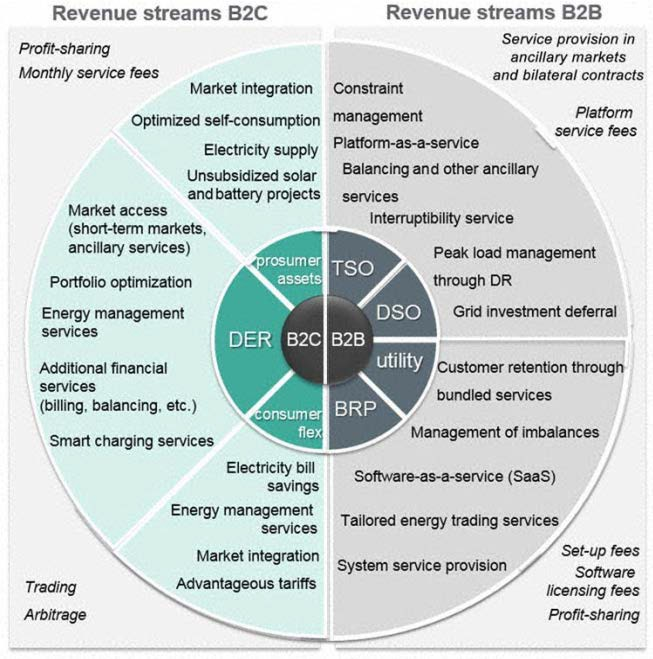 Revenue streams B2C
Revenue streams B2B
Profit-sharing
Monthly service fees
Service provision in
ancillary markets
and bilateral contracts
Platform
service fees
Market integration
Optimized self-consumption
Electricity supply
Unsubsidized solar
and battery projects
Constraint
management
Platform-as-a-service
Balancing and other ancillary
services
Interruptibility service
Peak load management
through DR
Grid investment deferral
Market access
(short-term markets,
ancillary services)
Portfolio optimization
Energy management
services
Additional financial
services
(billing, balancing, etc.)
Smart charging services
prosumer
assets
TSO
DSO
DER
B2C
B2B
utility
BRP
consumer
flex
Customer retention through
bundled services
Management of imbalances
Software-as-a-service (SaaS)
Tailored energy trading services
System service provision
Electricity bill
savings
Energy management
services
Market integration
Advantageous tariffs
Trading
Arbitrage
Set-up fees
Software
licensing fees
Profit-sharing